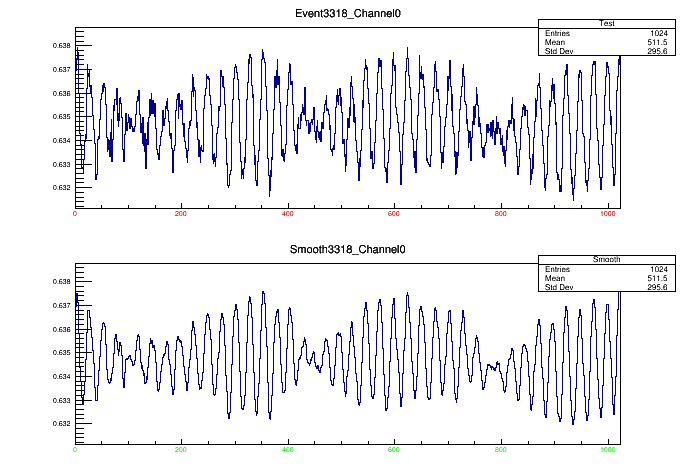 Event3318_Channel0
Test
Entries 1024
Mean 511.5
Std Dev 295.6
0.638
0.637
0.636
0.635
0.634
0.633
0.632
0 200 400 600 800 1000
Smooth3318_Channel0
Smooth
Entries 1024
Mean 511.5
Std Dev 295.6
0.638
0.637
0.636
0.635
0.634
0.633
0.632
0 200 400 600 800 1000